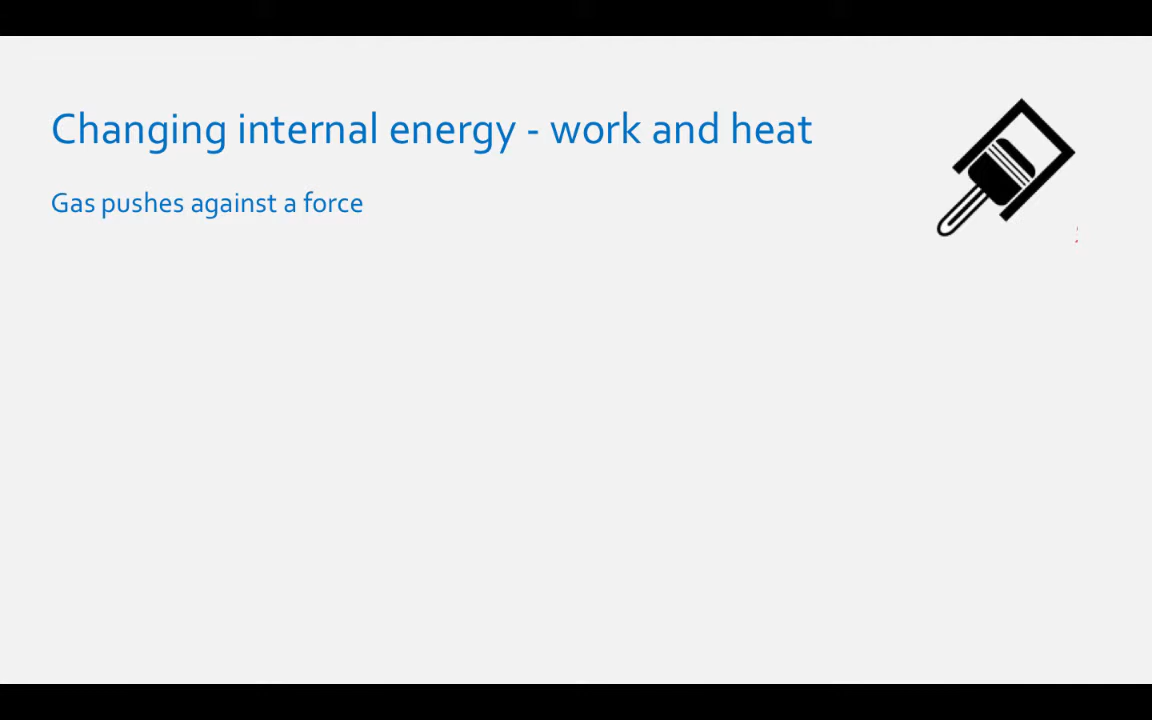 Changing internal energy - work and heat
Gas pushes against a force